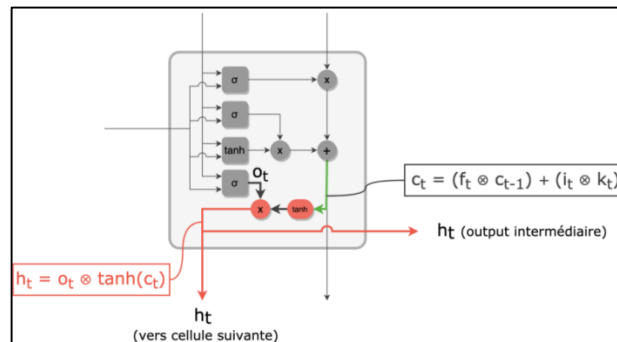 σ
x
σ
tanh
x
+
oₜ
σ
x
tanh
cₜ = (fₜ ⊗ cₜ₋₁) + (iₜ ⊗ kₜ)
hₜ (output intermédiaire)
hₜ = oₜ ⊗ tanh(cₜ)
hₜ
(vers cellule suivante)